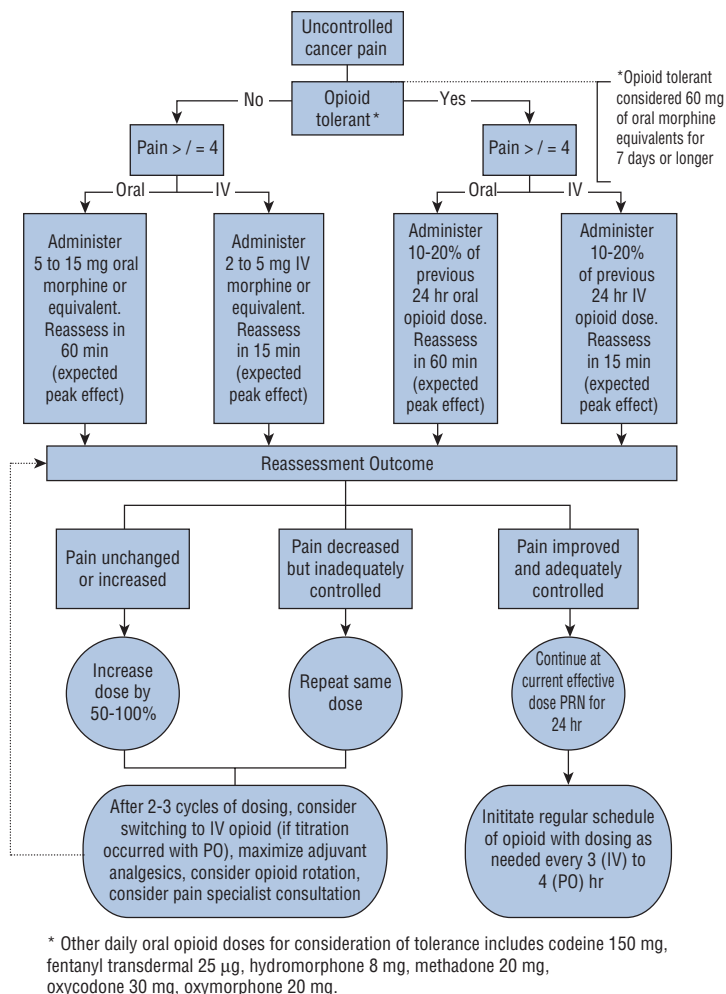 Uncontrolled
cancer pain
Opioid
tolerant*
*Opioid tolerant
considered 60 mg
of oral morphine
equivalents for
7 days or longer
No
Yes
Pain > / = 4
Pain > / = 4
Oral
IV
Oral
IV
Administer
5 to 15 mg oral
morphine or
equivalent.
Reassess in
60 min
(expected
peak effect)
Administer
2 to 5 mg IV
morphine or
equivalent.
Reassess
in 15 min
(expected
peak effect)
Administer
10-20% of
previous
24 hr oral
opioid dose.
Reassess
in 60 min
(expected
peak effect)
Administer
10-20%
of previous
24 hr IV
opioid dose.
Reassess
in 15 min
(expected
peak effect)
Reassessment Outcome
Pain unchanged
or increased
Pain decreased
but inadequately
controlled
Pain improved
and adequately
controlled
Increase
dose by
50-100%
Repeat same
dose
Continue at
current effective
dose PRN for
24 hr
After 2-3 cycles of dosing, consider
switching to IV opioid (if titration
occurred with PO), maximize adjuvant
analgesics, consider opioid rotation,
consider pain specialist consultation
Inititate regular schedule
of opioid with dosing as
needed every 3 (IV) to
4 (PO) hr
* Other daily oral opioid doses for consideration of tolerance includes codeine 150 mg,
fentanyl transdermal 25 μg, hydromorphone 8 mg, methadone 20 mg,
oxycodone 30 mg, oxymorphone 20 mg.